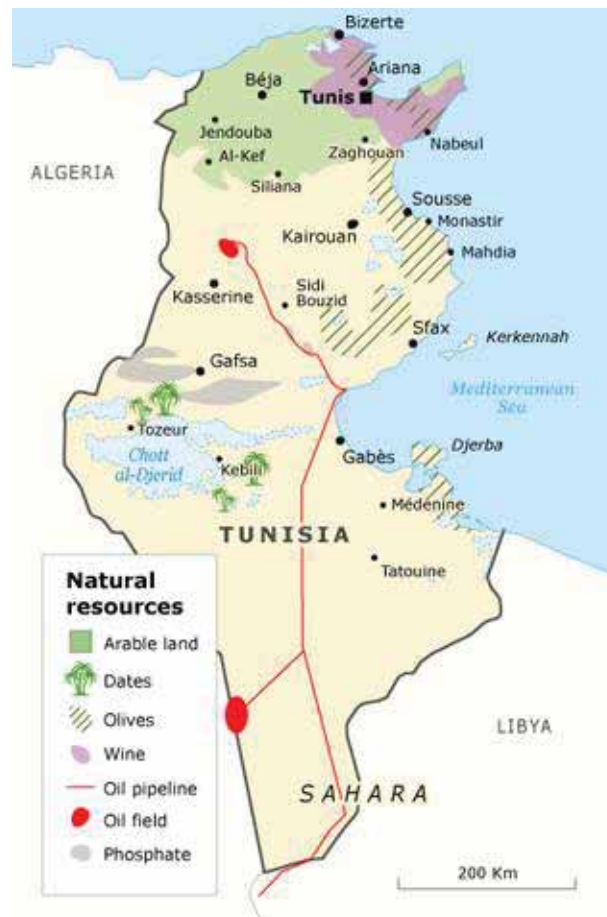 Bizerte
Ariana
Béja
Tunis
Jendouba
Nabeul
Al-Kef
Zaghouan
ALGERIA
Siliana
Sousse
Monastir
Kairouan
Mahdia
Sidi
Bouzid
Kasserine
Sfax
Kerkennah
Gafsa
Mediterranean
Sea
Tozeur
Djerba
Chott
al-Djerid
Gabès
Kebili
Médenine
TUNISIA
Tatouine
Natural
resources
Arable land
Dates
Olives
Wine
Oil pipeline
Oil field
Phosphate
LIBYA
SAHARA
200 Km